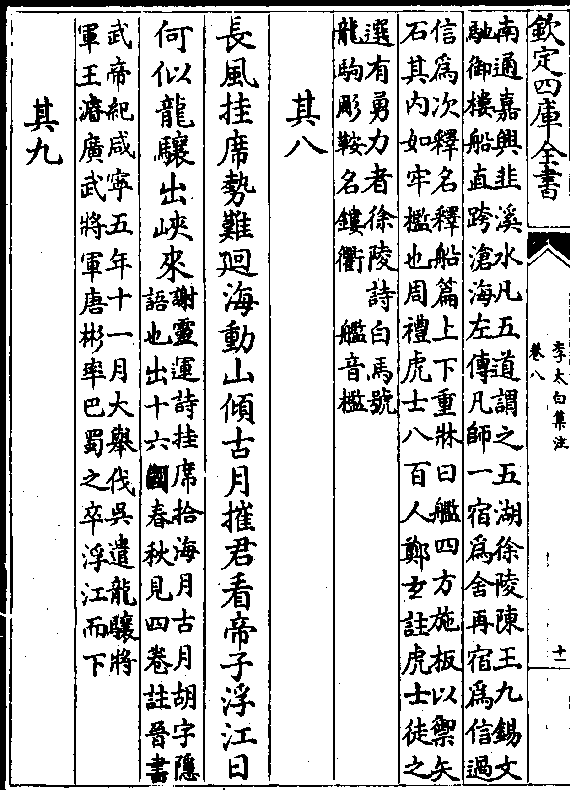 欽定四庫全書
李太白集注
卷八
十一
南通嘉興韭溪水凡五道謂之五湖徐陵陳王九錫文
馳御樓船直跨滄海左傳凡師一宿為舍再宿為信過
信為次釋名釋船篇上下重牀曰艦四方施板以禦矢
石其内如牢檻也周禮虎士八百人鄭𤣥註虎士徒之
選有勇力者徐陵詩白馬號
龍駒彫鞍名鏤衢 艦音檻
其八
長風挂席勢難廻海動山傾古月摧君看帝子浮江日
何似龍驤出峽來
謝靈運詩挂席拾海月古月胡字隱
語也出十六國春秋見四卷註晉書
武帝紀咸寧五年十一月大舉伐吳遣龍驤將
軍王濬廣武將軍唐彬率巴蜀之卒浮江而下
其九